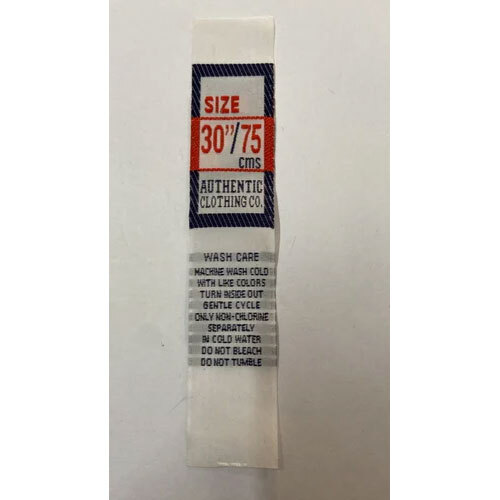 SIZE
30"/75
cms
AUTHENTIC
CLOTHING CO.
WASH CARE
MACHINE WASH COLD
WITH LIKE COLORS
TURN INSIDE OUT
GENTLE CYCLE
ONLY NON-CHLORINE
SEPARATELY
IN COLD WATER
DO NOT BLEACH
DO NOT TUMBLE